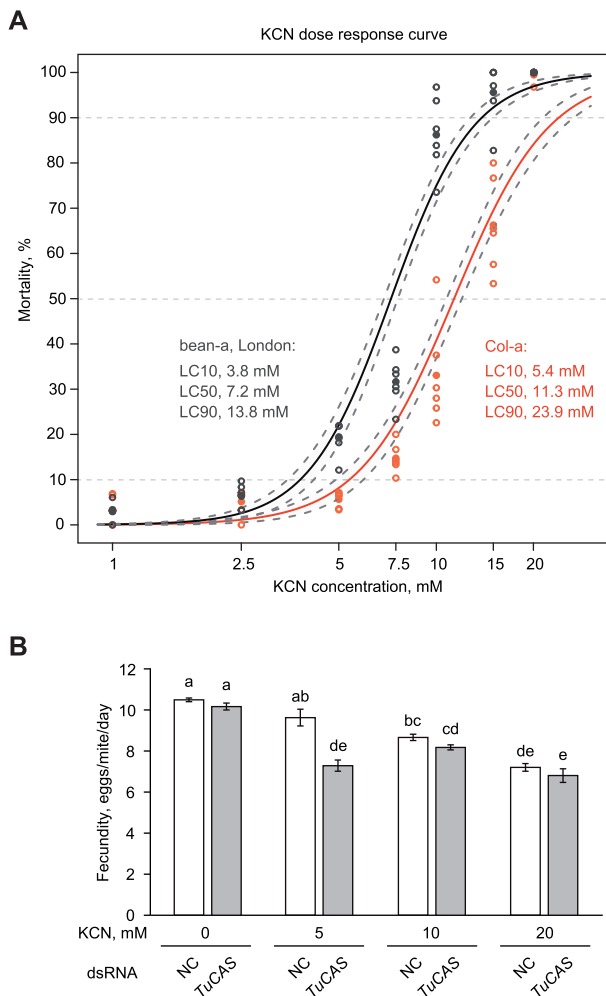 A
KCN dose response curve
Mortality, %
100
90
80
70
60
50
40
30
20
10
0
bean-a, London:
LC10, 3.8 mM
LC50, 7.2 mM
LC90, 13.8 mM
Col-a:
LC10, 5.4 mM
LC50, 11.3 mM
LC90, 23.9 mM
1 2.5 5 7.5 10 15 20
KCN concentration, mM
B
Fecundity, eggs/mite/day
12
10
8
6
4
2
0
a a ab de bc cd de e
KCN, mM 0 5 10 20
dsRNA NC TuCAS NC TuCAS NC TuCAS NC TuCAS